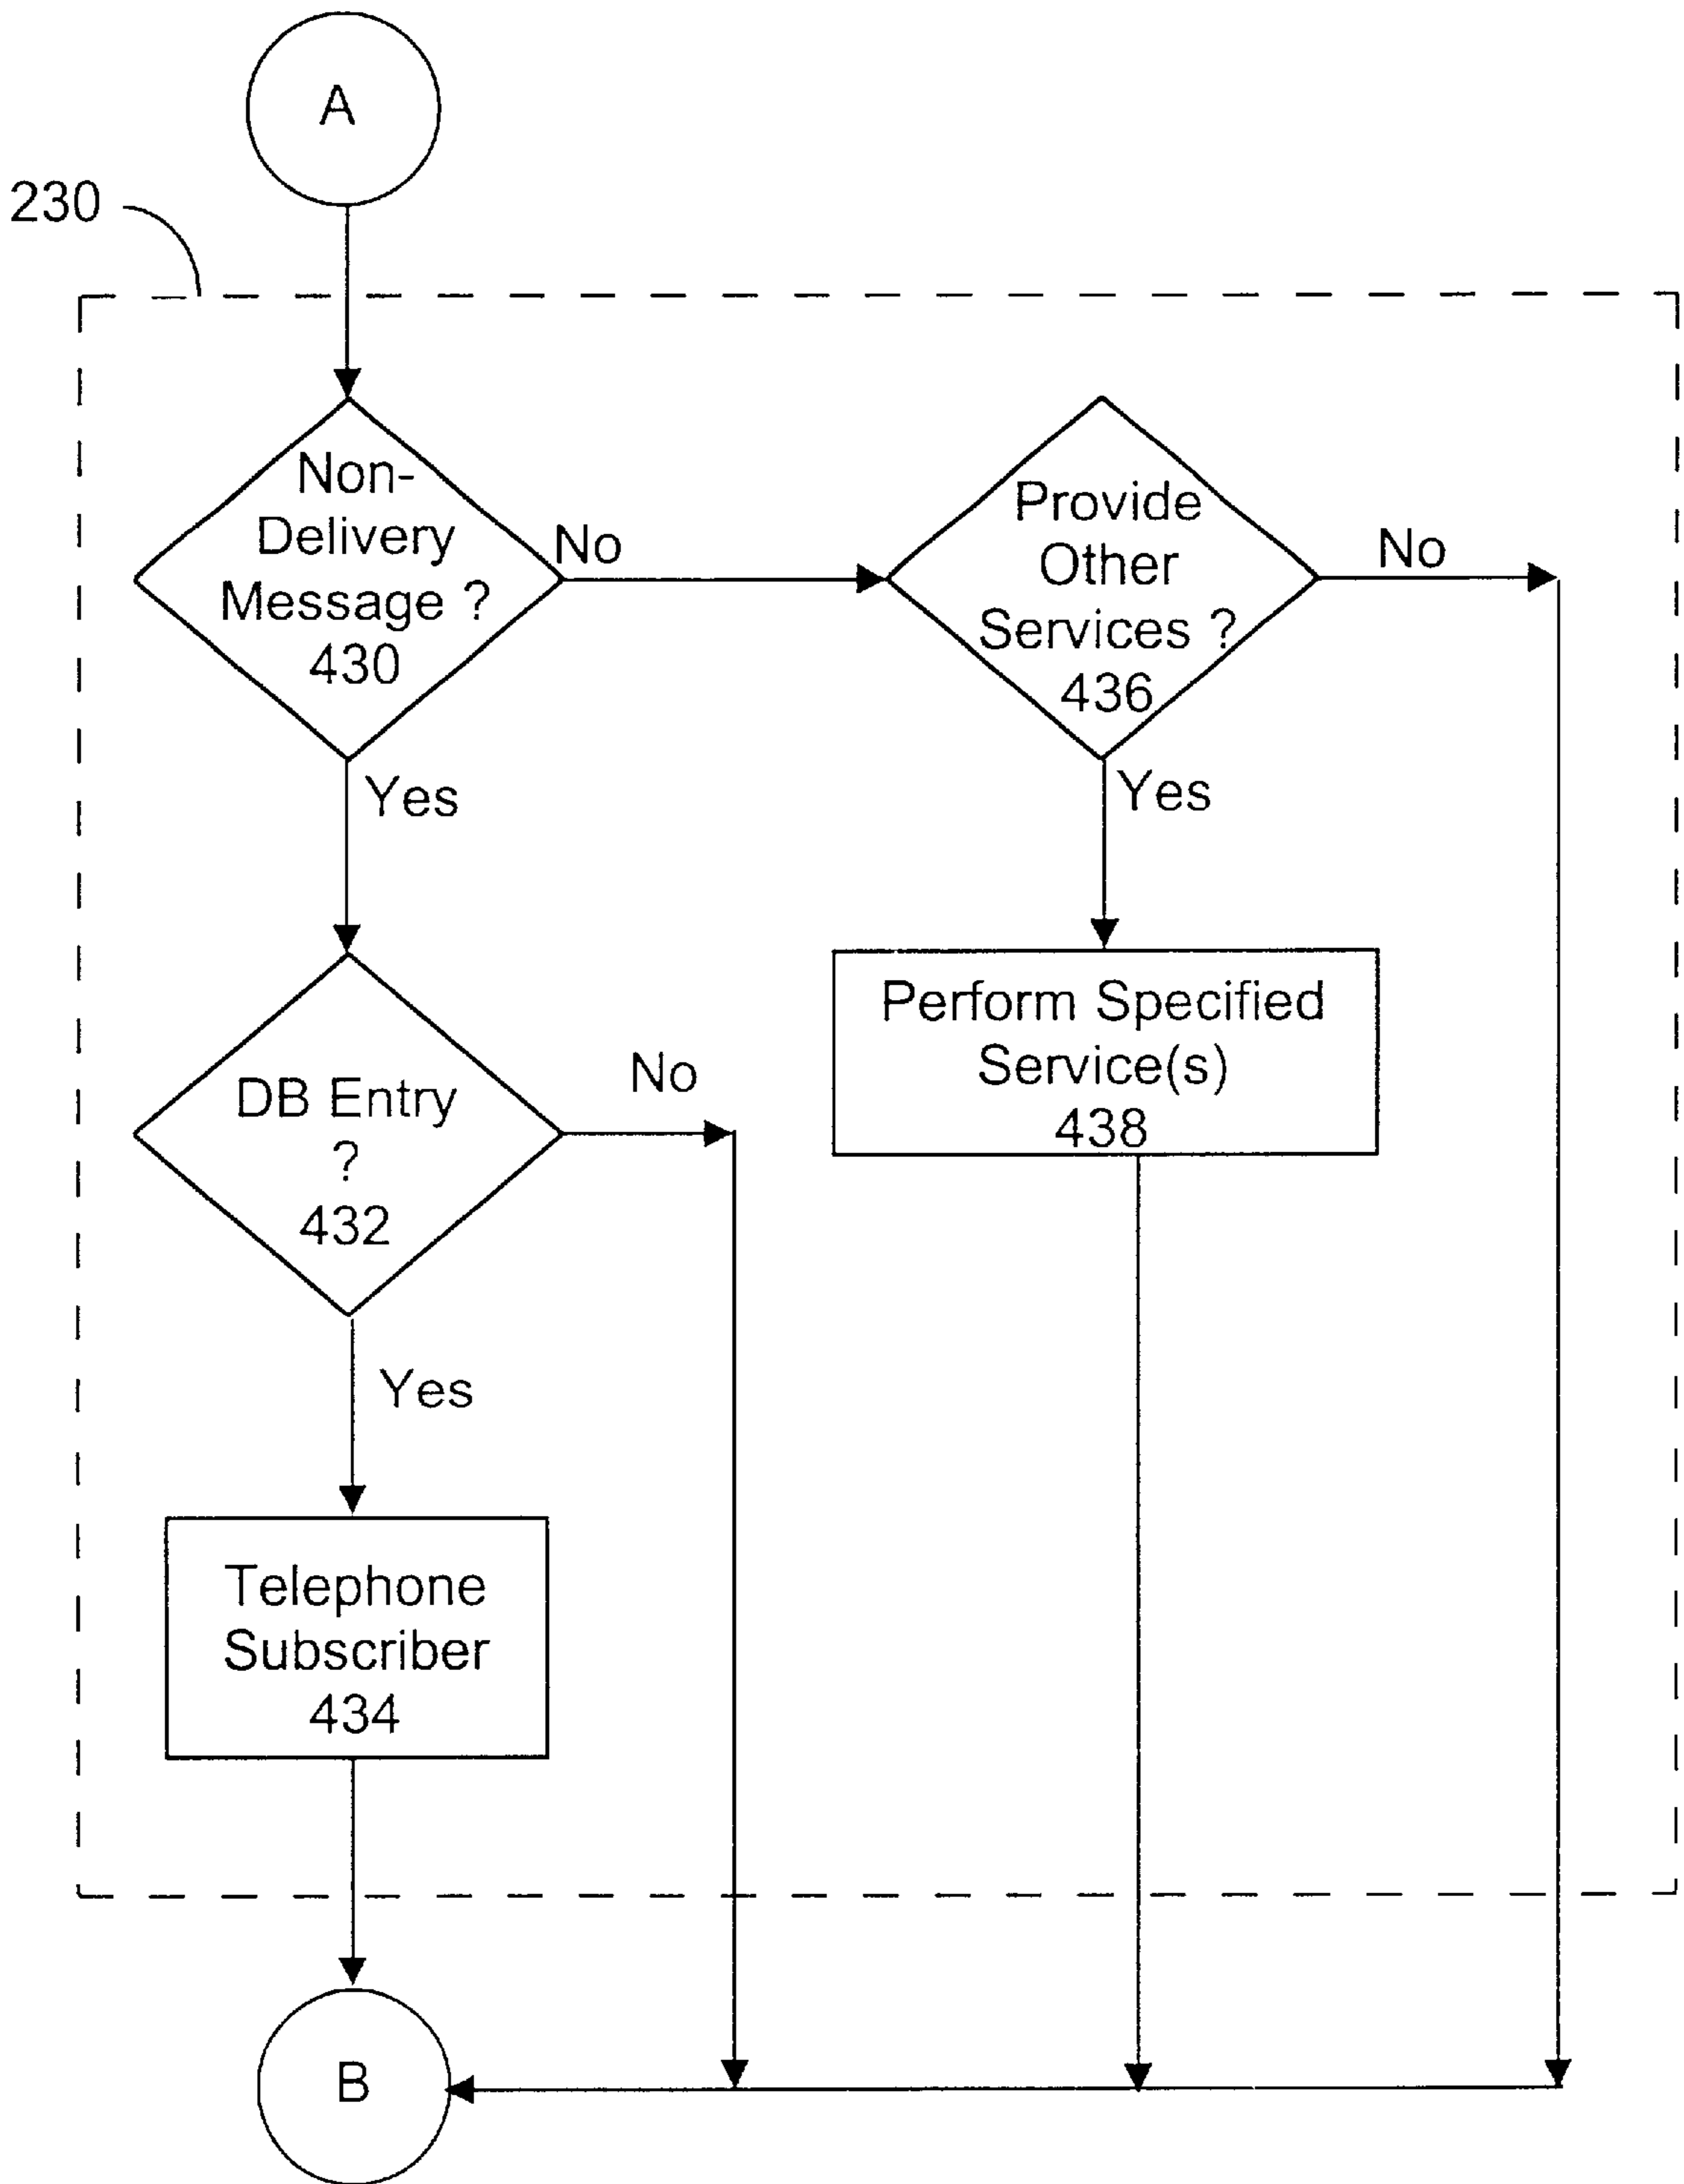 A
230
Non-
Delivery
Message ?
430
No
Provide
Other
Services ?
436
No
Yes
Yes
DB Entry
?
432
No
Perform Specified
Service(s)
438
Yes
Telephone
Subscriber
434
B